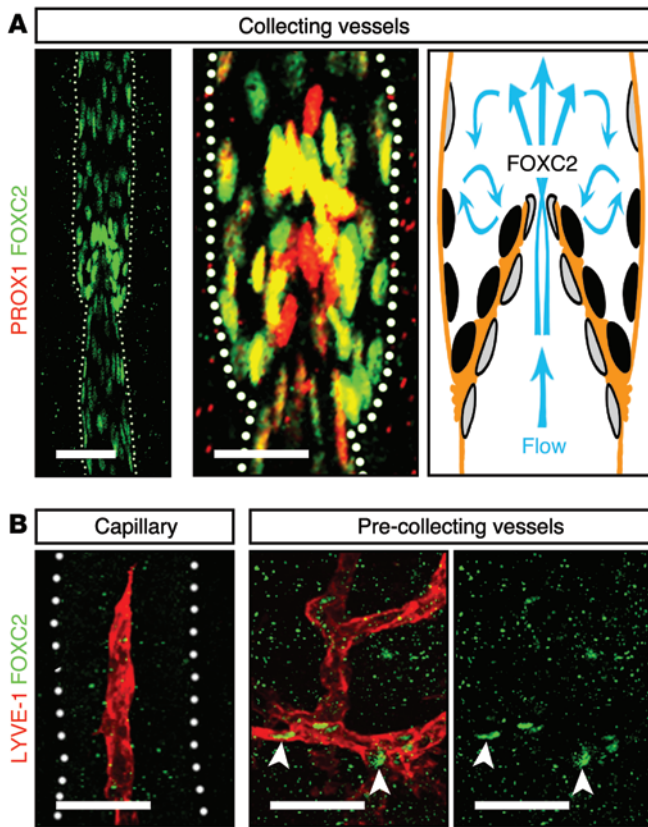 A
Collecting vessels
PROX1 FOXC2
FOXC2
Flow
B
Capillary
Pre-collecting vessels
LYVE-1 FOXC2